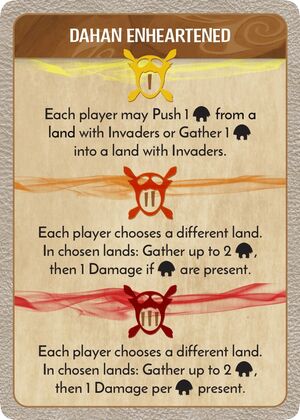 DAHAN ENHEARTENED
I
Each player may Push 1 from a
land with Invaders or Gather 1
into a land with Invaders.
II
Each player chooses a different land.
In chosen lands: Gather up to 2 ,
then 1 Damage if are present.
III
Each player chooses a different land.
In chosen lands: Gather up to 2 ,
then 1 Damage per present.